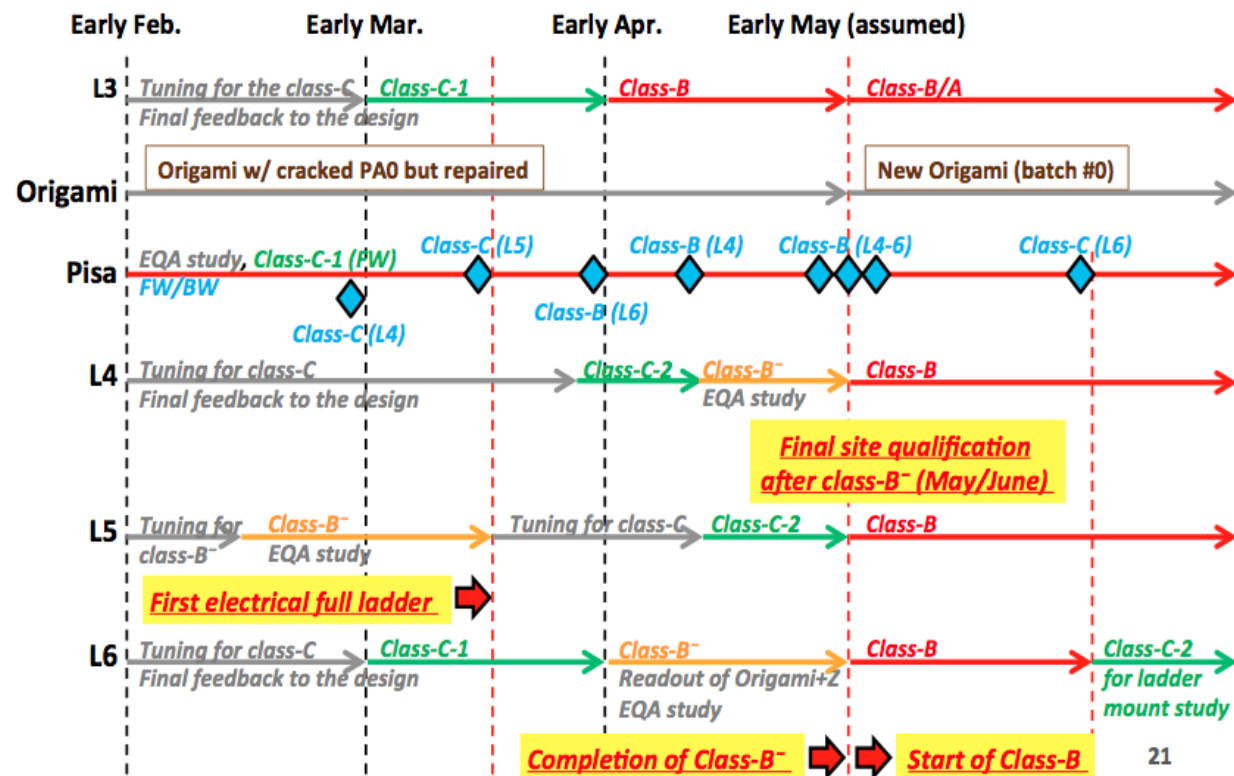 Early Feb.
Early Mar.
Early Apr.
Early May (assumed)
L3
Tuning for the class-C
Final feedback to the design
Class-C-1
Class-B
Class-B/A
Origami
Origami w/ cracked PA0 but repaired
New Origami (batch #0)
Pisa
EQA study, Class-C-1 (FW)
FW/BW
Class-C (L4)
Class-C (L5)
Class-B (L6)
Class-B (L4)
Class-B (L4-6)
Class-C (L6)
L4
Tuning for class-C
Final feedback to the design
Class-C-2
Class-B⁻
EQA study
Class-B
Final site qualification
after class-B⁻ (May/June)
L5
Tuning for
class-B⁻
Class-B⁻
EQA study
Tuning for class-C
Class-C-2
Class-B
First electrical full ladder
L6
Tuning for class-C
Final feedback to the design
Class-C-1
Class-B⁻
Readout of Origami+Z
EQA study
Class-B
Class-C-2
for ladder
mount study
Completion of Class-B⁻
Start of Class-B
21